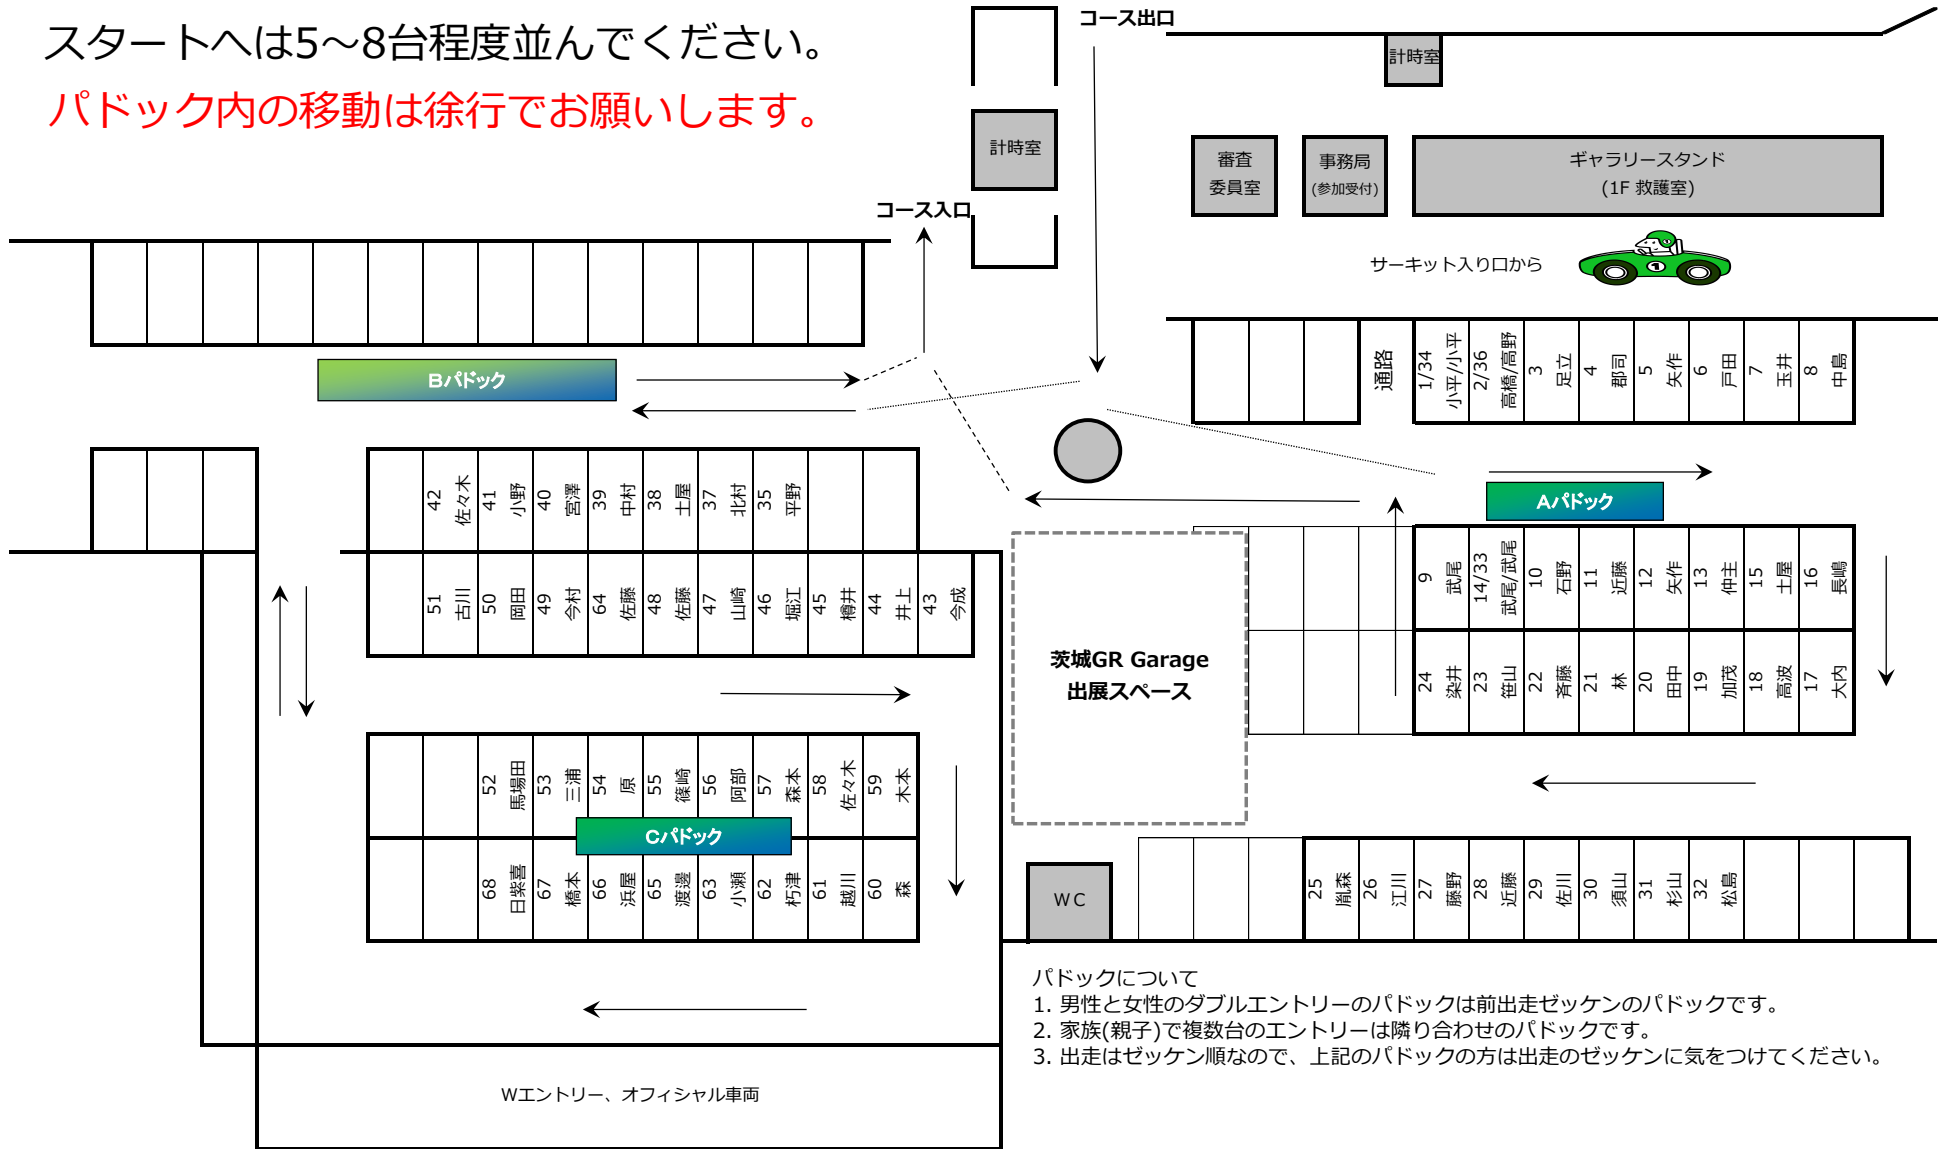 スタートへは5～8台程度並んでください。
パドック内の移動は徐行でお願いします。
コース出口
計時室
計時室
審査
委員室
事務局
(参加受付)
ギャラリースタンド
(1F 救護室)
コース入口
サーキット入り口から
1
Bパドック
通路
1/34
小平/小平
2/36
高橋/高野
3
足立
4
郡司
5
矢作
6
戸田
7
玉井
8
中島
Aパドック
42
佐々木
41
小野
40
宮澤
39
中村
38
土屋
37
北村
35
平野
9
武尾
14/33
武尾/武尾
10
石野
11
近藤
12
矢作
13
仲主
15
土屋
16
長嶋
51
古川
50
岡田
49
今村
64
佐藤
48
佐藤
47
山崎
46
堀江
45
樽井
44
井上
43
今成
茨城GR Garage
出展スペース
24
染井
23
笹山
22
斉藤
21
林
20
田中
19
加茂
18
高波
17
大内
52
馬場田
53
三浦
54
原
55
篠崎
56
阿部
57
森本
58
佐々木
59
木本
Cパドック
68
日紫喜
67
橋本
66
浜屋
65
渡邊
63
小瀬
62
朽津
61
越川
60
森
WC
25
胤森
26
江川
27
藤野
28
近藤
29
佐川
30
須山
31
杉山
32
松島
パドックについて
1. 男性と女性のダブルエントリーのパドックは前出走ゼッケンのパドックです。
2. 家族(親子)で複数台のエントリーは隣り合わせのパドックです。
3. 出走はゼッケン順なので、上記のパドックの方は出走のゼッケンに気をつけてください。
Wエントリー、オフィシャル車両